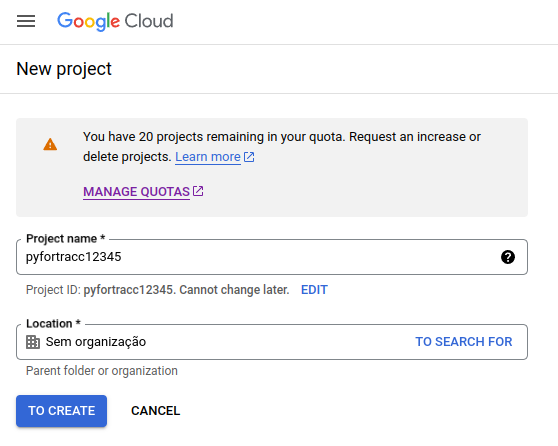 Google Cloud
New project
You have 20 projects remaining in your quota. Request an increase or
delete projects. Learn more
MANAGE QUOTAS
Project name *
pyfortracc12345
Project ID: pyfortracc12345. Cannot change later. EDIT
Location *
Sem organização TO SEARCH FOR
Parent folder or organization
TO CREATE CANCEL